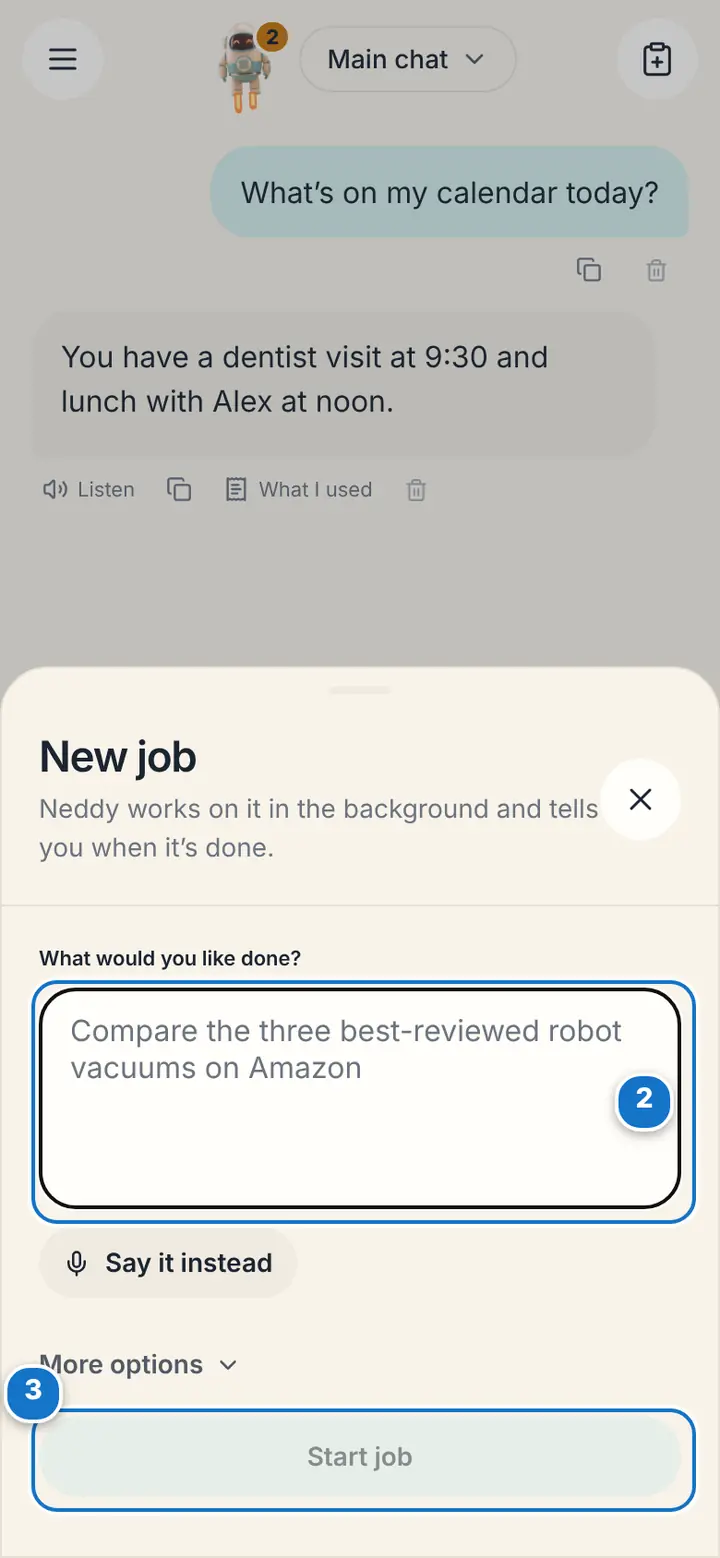 2
Main chat
What’s on my calendar today?
You have a dentist visit at 9:30 and
lunch with Alex at noon.
Listen
What I used
New job
Neddy works on it in the background and tells
you when it’s done.
What would you like done?
Compare the three best-reviewed robot
vacuums on Amazon
2
Say it instead
More options
3
Start job